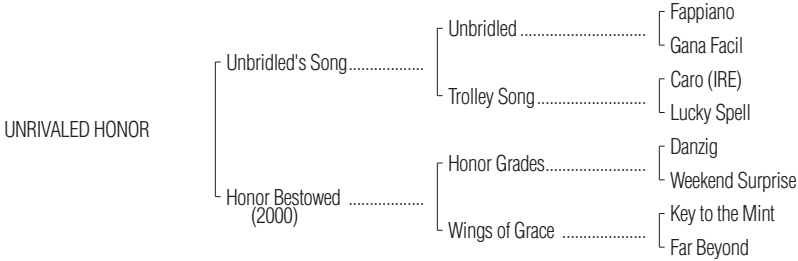 Fappiano
Unbridled ..............................
Gana Facil
Unbridled's Song..................
Caro (IRE)
Trolley Song..........................
Lucky Spell
UNRIVALED HONOR
Danzig
Honor Grades........................
Weekend Surprise
Honor Bestowed ..................
(2000)
Key to the Mint
Wings of Grace ....................
Far Beyond